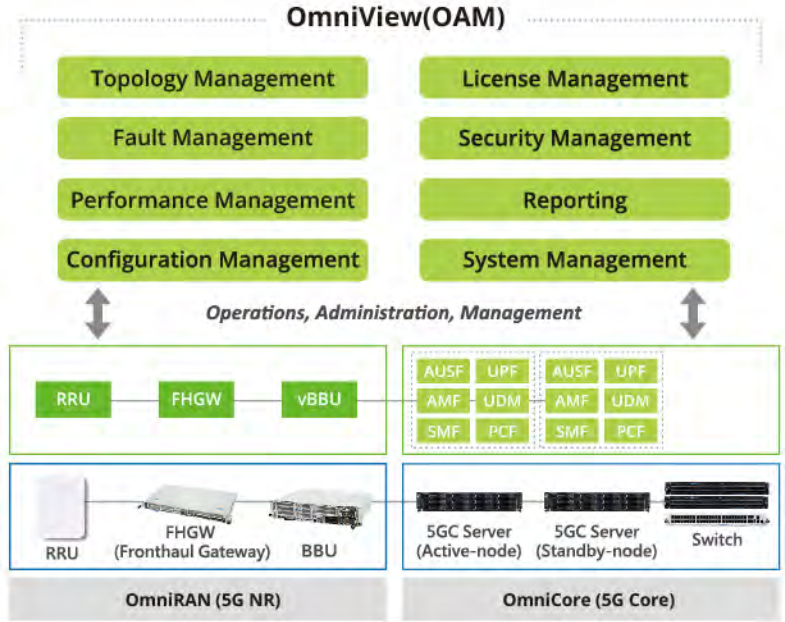 OmniView(OAM)
Topology Management
License Management
Fault Management
Security Management
Performance Management
Reporting
Configuration Management
System Management
Operations, Administration, Management
RRU
FHGW
vBBU
AUSF UPF
AMF UDM
SMF PCF
AUSF UPF
AMF UDM
SMF PCF
RRU
FHGW
(Fronthaul Gateway)
BBU
5GC Server
(Active-node)
5GC Server
(Standby-node)
Switch
OmniRAN (5G NR)
OmniCore (5G Core)